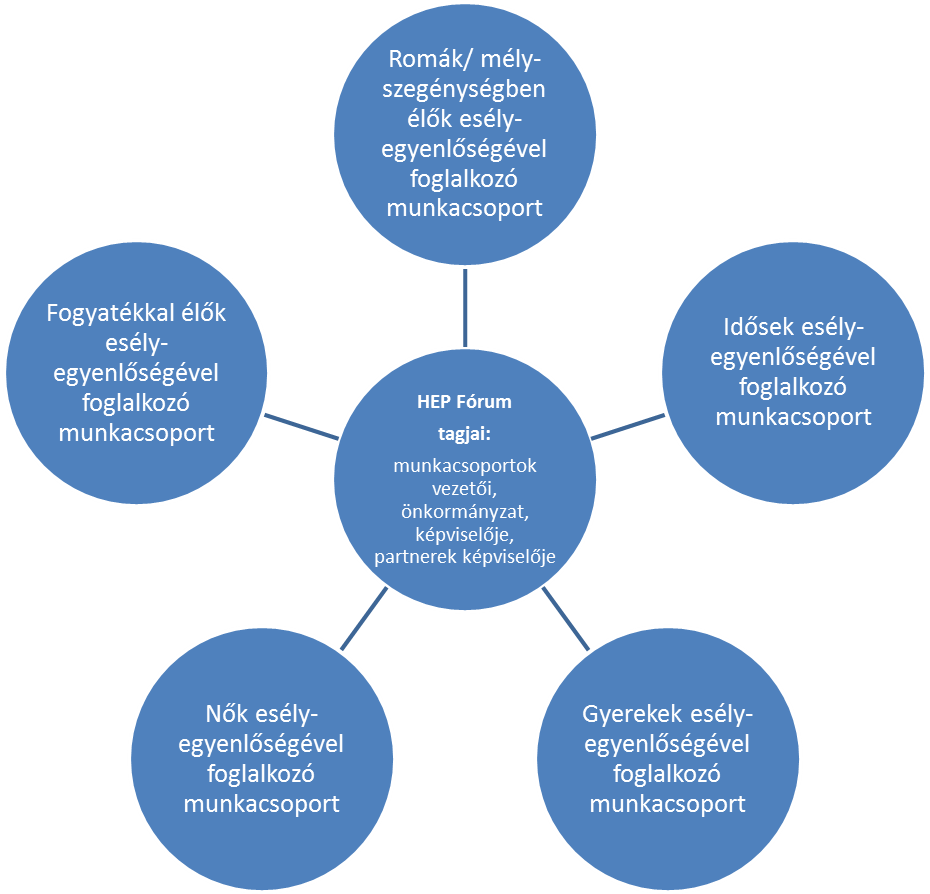 Romák/ mély-
szegénységben
élők esély-
egyenlőségével
foglalkozó
munkacsoport
Fogyatékkal élők
esély-
egyenlőségével
foglalkozó
munkacsoport
Idősek esély-
egyenlőségével
foglalkozó
munkacsoport
HEP Fórum
tagjai:
munkacsoportok
vezetői,
önkormányzat,
képviselője,
partnerek képviselője
Nők esély-
egyenlőségével
foglalkozó
munkacsoport
Gyerekek esély-
egyenlőségével
foglalkozó
munkacsoport